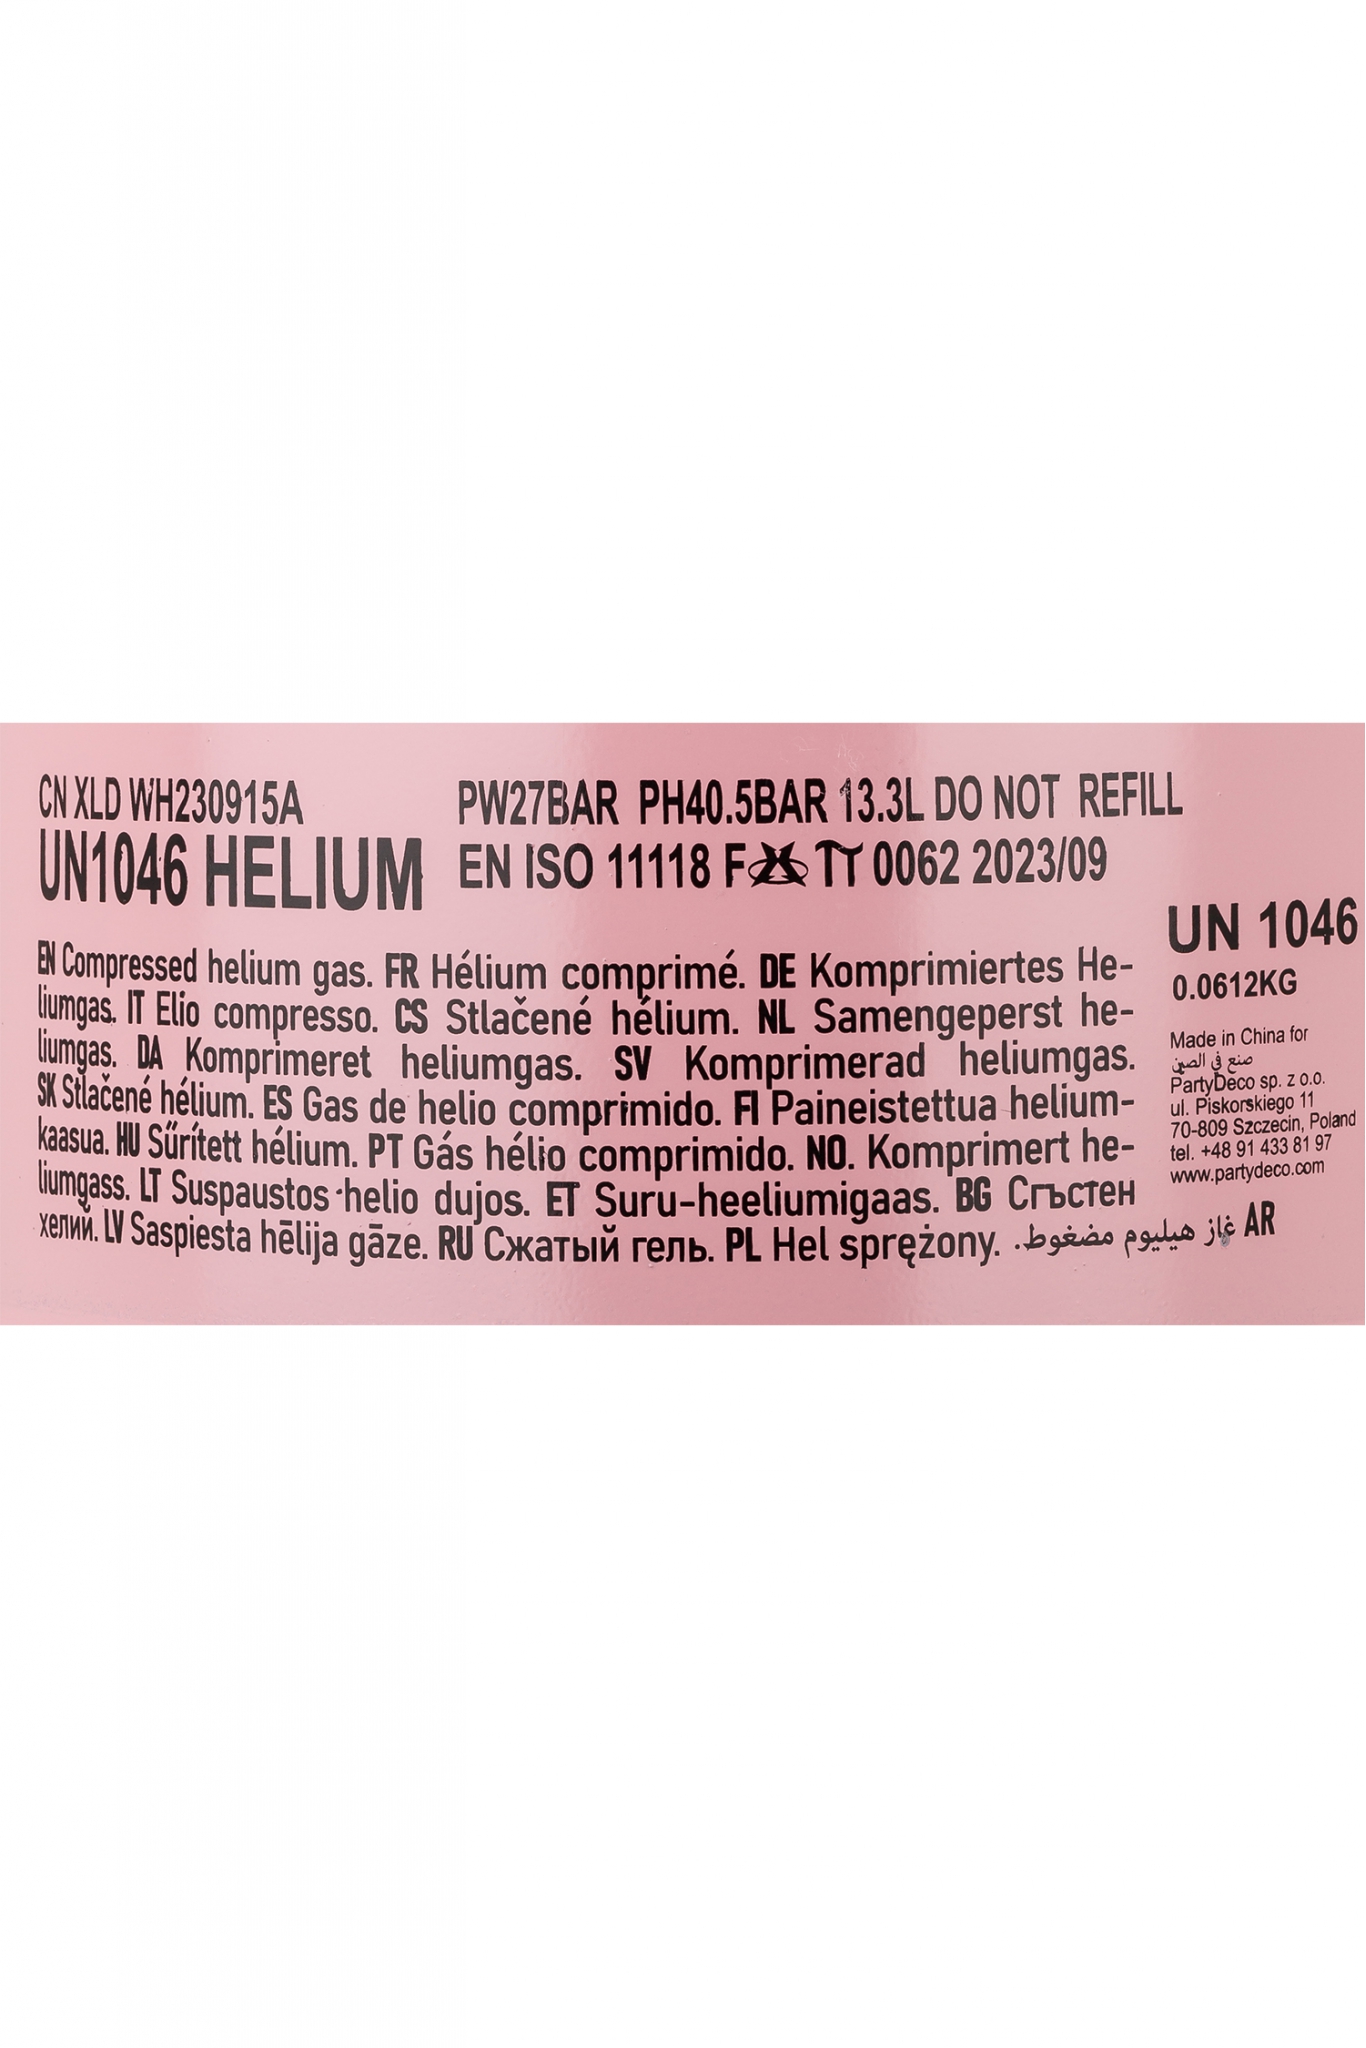 CN XLD WH230915A
UN1046 HELIUM
PW27BAR PH40.5BAR 13.3L DO NOT REFILL
EN ISO 11118 F 0062 2023/09
EN Compressed helium gas. FR Hélium comprimé. DE Komprimiertes He-
liumgas. IT Elio compresso. CS Stlačené hélium. NL Samengeperst he-
liumgas. DA Komprimeret heliumgas. SV Komprimerad heliumgas.
SK Stlačené hélium. ES Gas de helio comprimido. FI Paineistettua helium-
kaasua. HU Sűrített hélium. PT Gás hélio comprimido. NO. Komprimert he-
liumgass. LT Suspaustos helio dujos. ET Suru-heeliumigaas. BG Сгъстен
хелий. LV Saspiesta hēlija gāze. RU Сжатый гель. PL Hel sprężony. AR غاز هيليوم مضغوط.
UN 1046
0.0612KG
Made in China for
صنع في الصين
PartyDeco sp. z o.o.
ul. Piskorskiego 11
70-809 Szczecin, Poland
tel. +48 91 433 81 97
www.partydeco.com